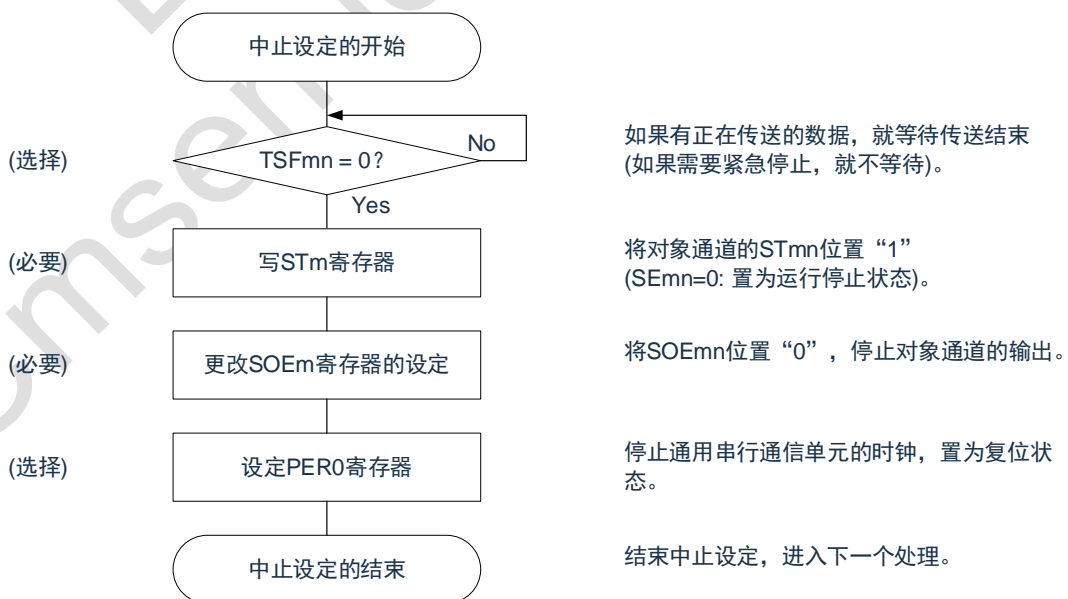 中止设定的开始
(选择)
TSFmn = 0?
No
如果有正在传送的数据，就等待传送结束
(如果需要紧急停止，就不等待)。
Yes
(必要)
写STm寄存器
将对象通道的STmn位置“1”
(SEmn=0: 置为运行停止状态)。
(必要)
更改SOEm寄存器的设定
将SOEmn位置“0”，停止对象通道的输出。
(选择)
设定PER0寄存器
停止通用串行通信单元的时钟，置为复位状
态。
中止设定的结束
结束中止设定，进入下一个处理。